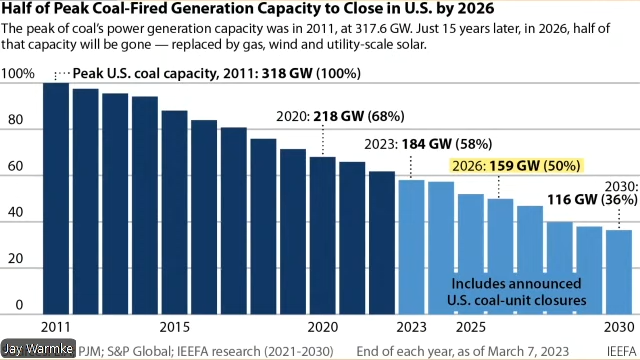 Half of Peak Coal-Fired Generation Capacity to Close in U.S. by 2026
The peak of coal's power generation capacity was in 2011, at 317.6 GW. Just 15 years later, in 2026, half of
that capacity will be gone — replaced by gas, wind and utility-scale solar.
100%
Peak U.S. coal capacity, 2011: 318 GW (100%)
80
2020: 218 GW (68%)
2023: 184 GW (58%)
60
2026: 159 GW (50%)
2030:
116 GW (36%)
40
20
Includes announced
U.S. coal-unit closures
0
2011
2015
2020
2023
2025
2030
Jay Warmke
PJM; S&P Global; IEEFA research (2021-2030)
End of each year, as of March 7, 2023
IEEFA